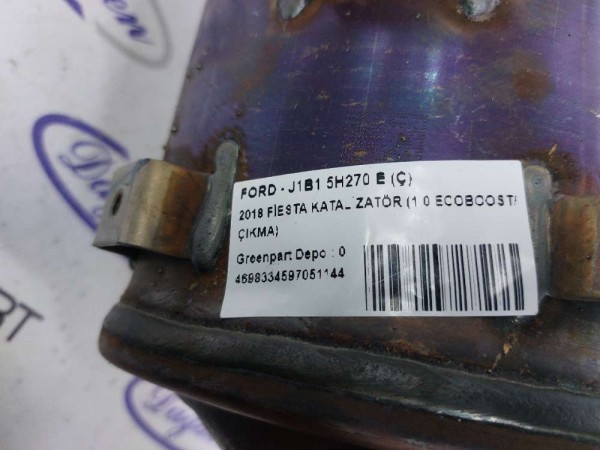 FORD - J1B1 5H270 E (Ç)
2018 FİESTA KATALİZATÖR (1 0 ECOBOOST/
ÇIKMA)
Greenpart Depo : 0
4698334597051144